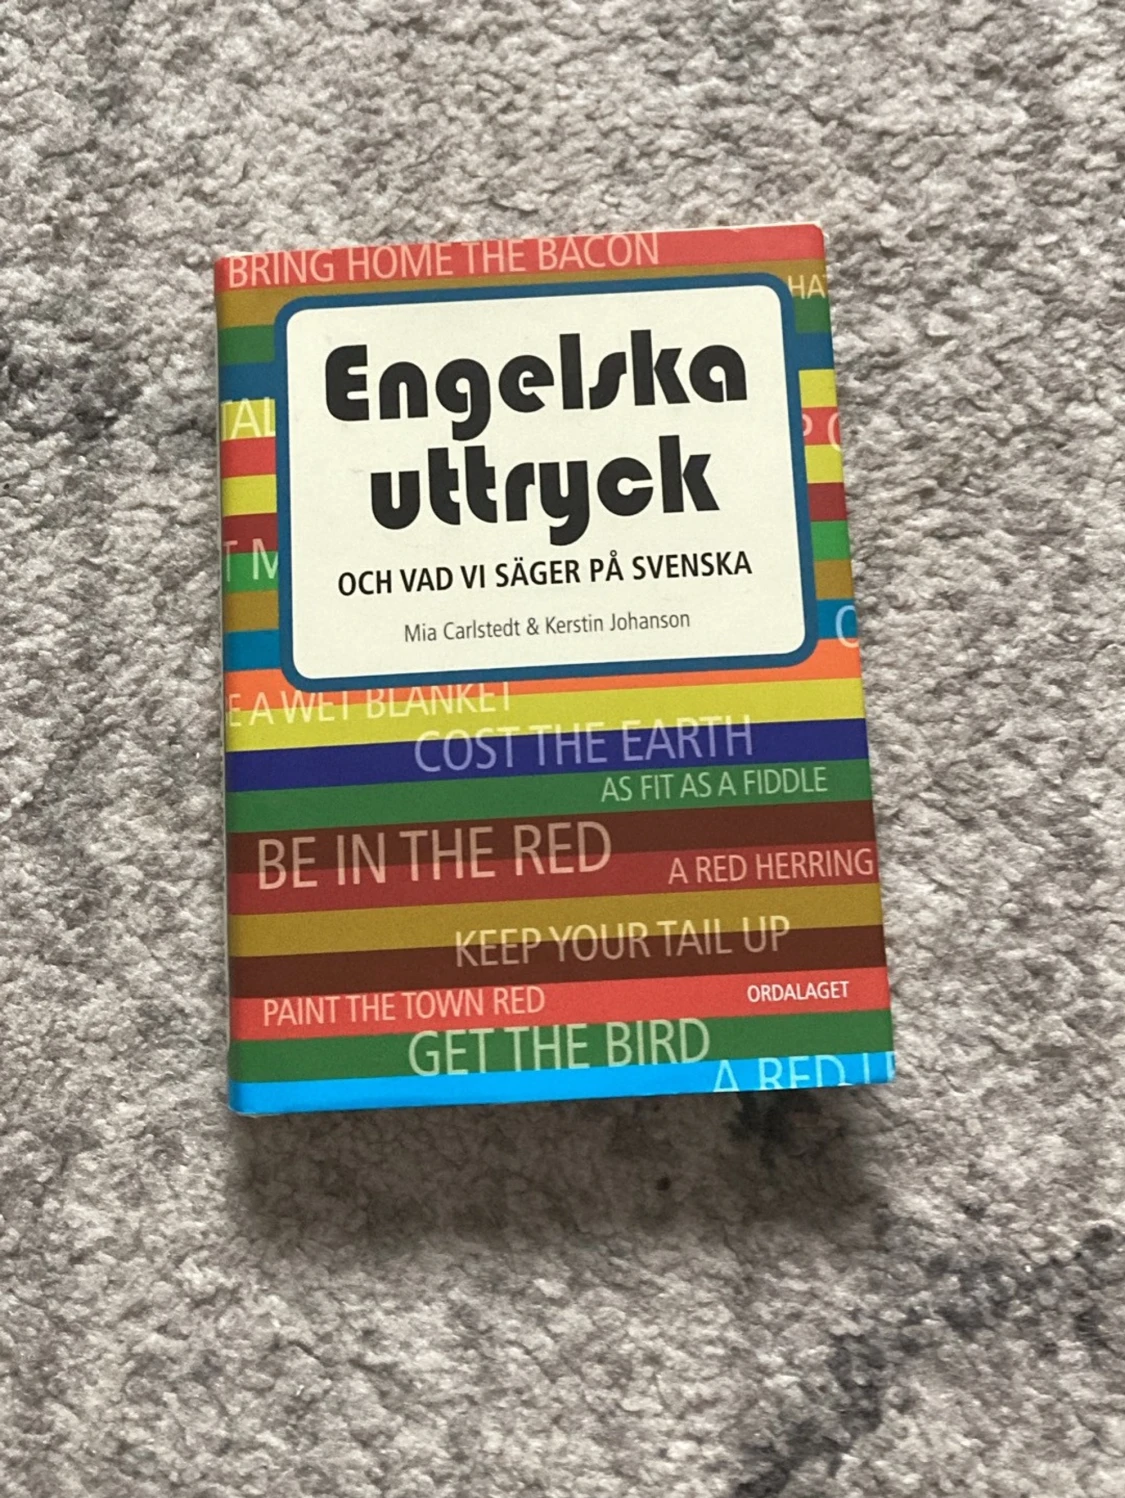 BRING HOME THE BACON
HAT
Engelska
uttryck
OCH VAD VI SÄGER PÅ SVENSKA
Mia Carlstedt & Kerstin Johanson
E A WET BLANKET
COST THE EARTH
AS FIT AS A FIDDLE
BE IN THE RED
A RED HERRING
KEEP YOUR TAIL UP
PAINT THE TOWN RED
ORDALAGET
GET THE BIRD
A RED